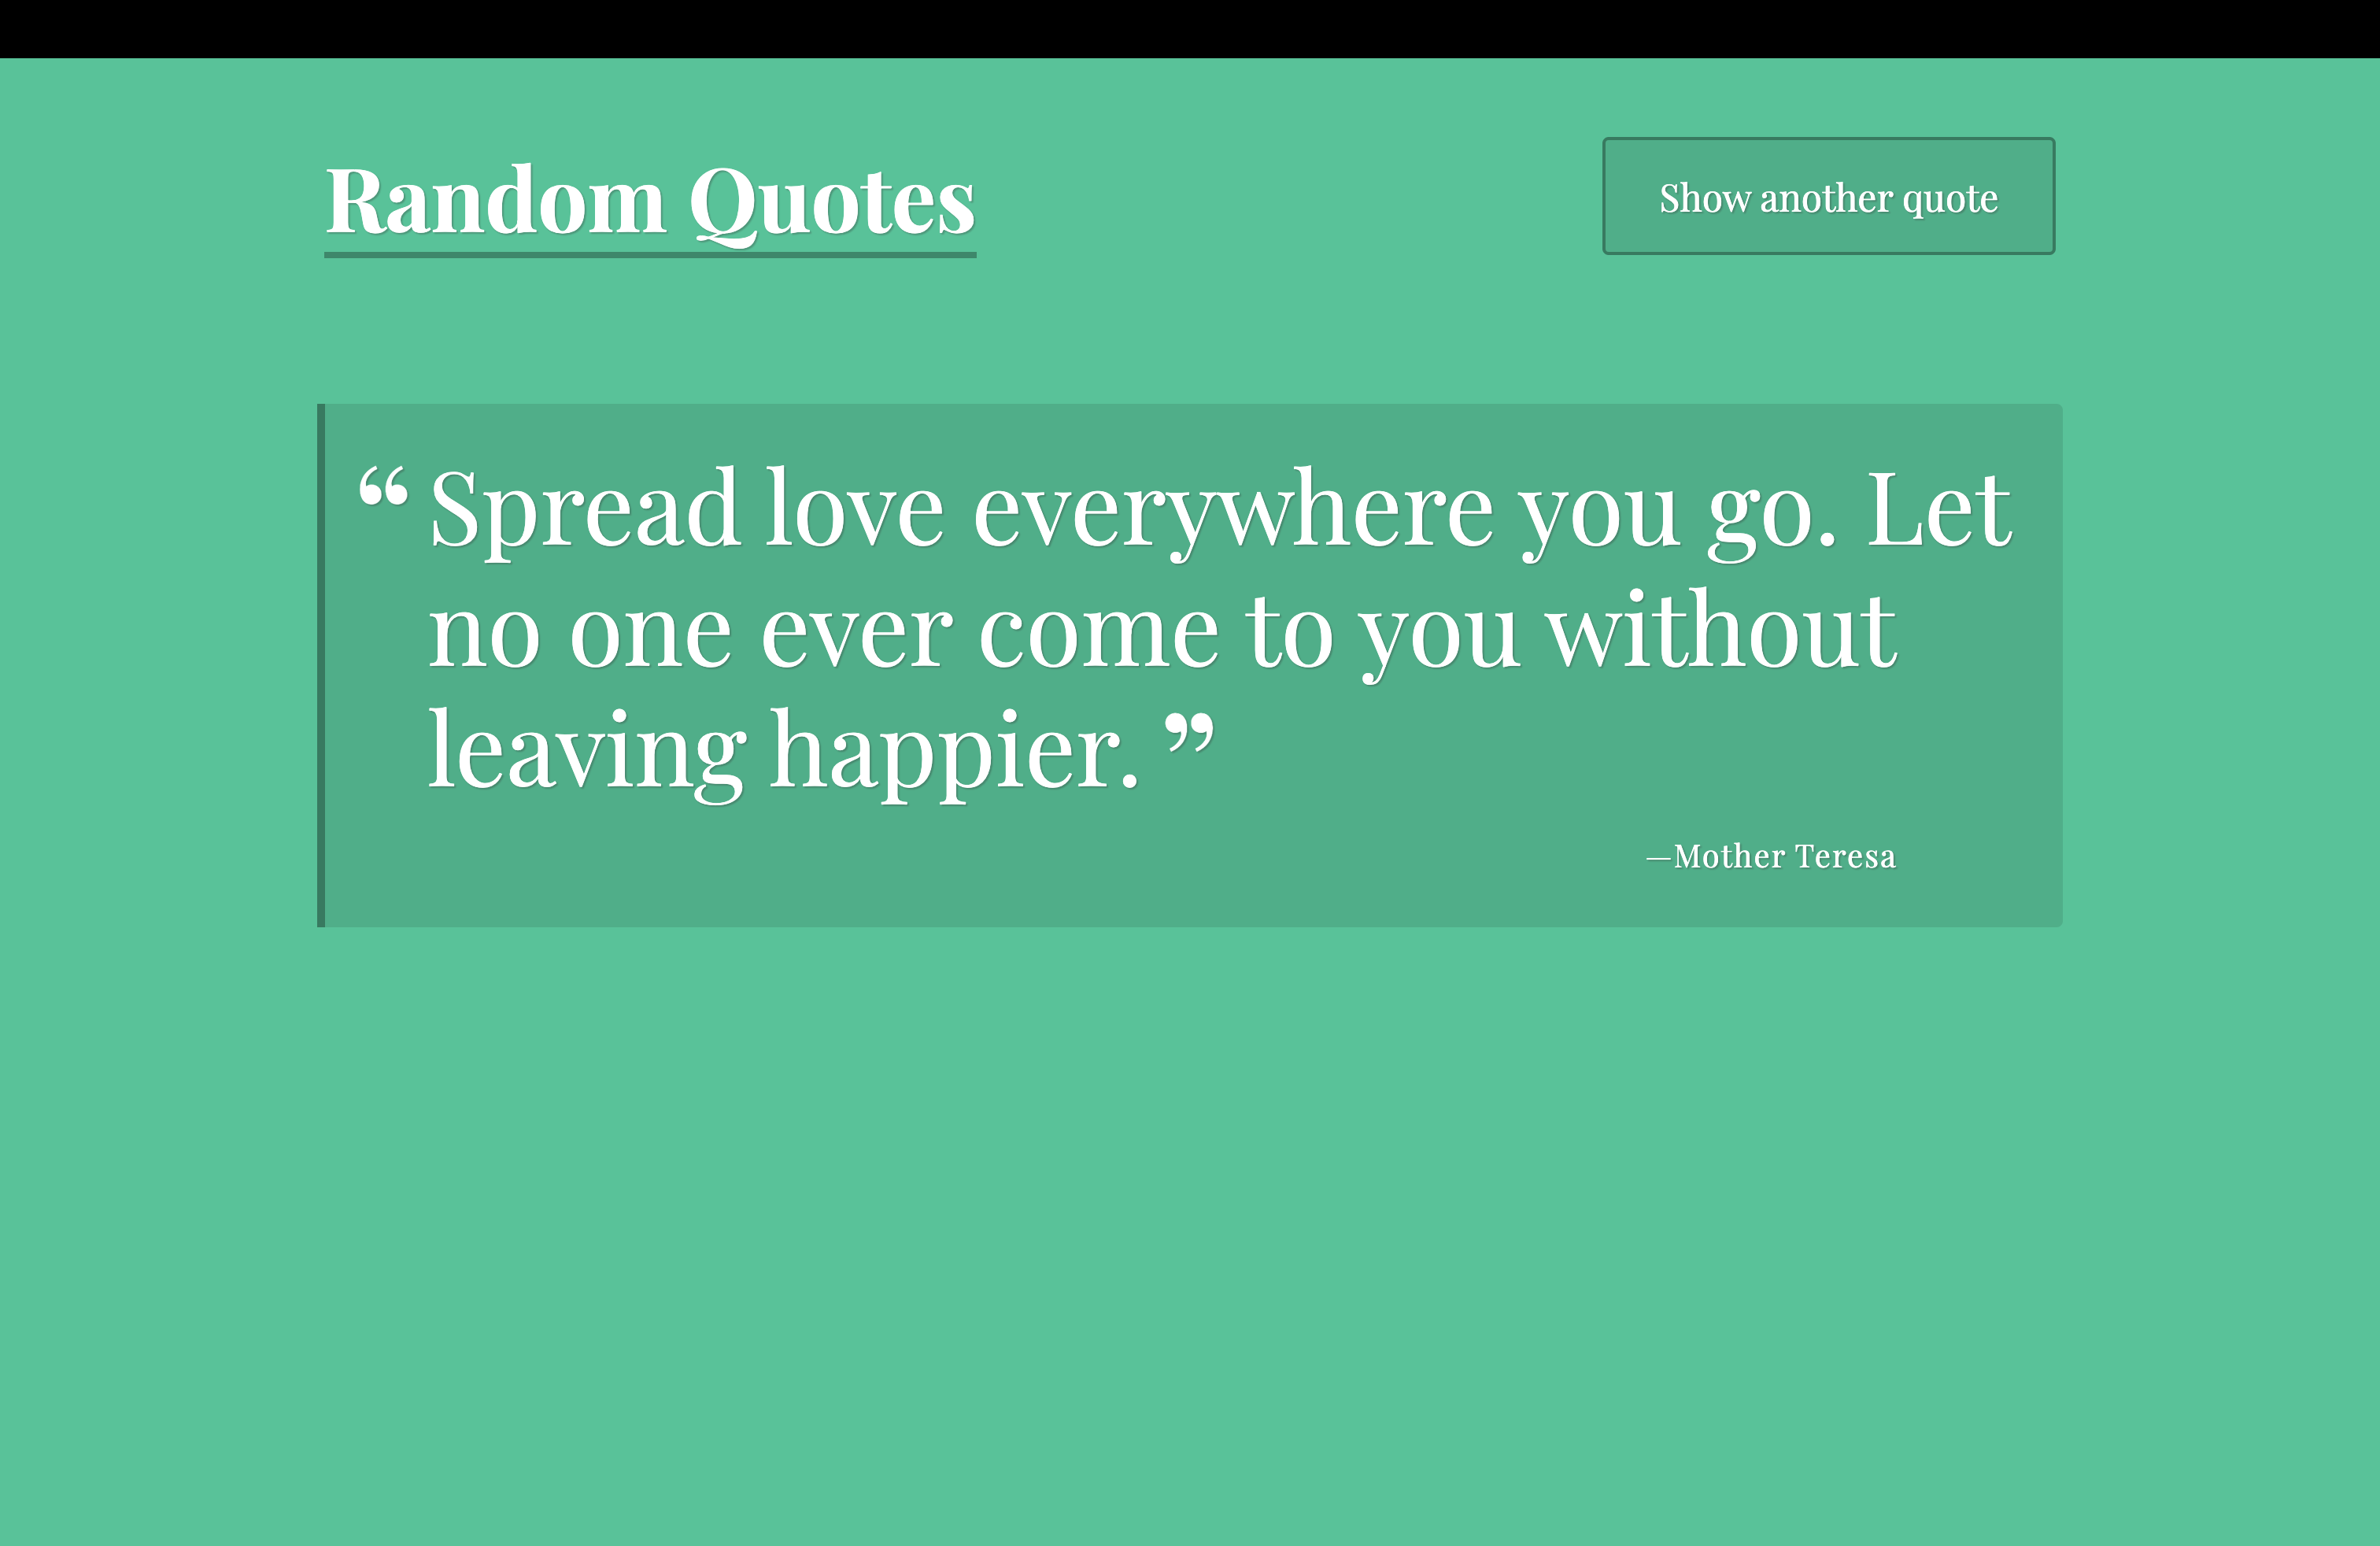 Random Quotes
Show another quote
“Spread love everywhere you go. Let
no one ever come to you without
leaving happier.”
—Mother Teresa